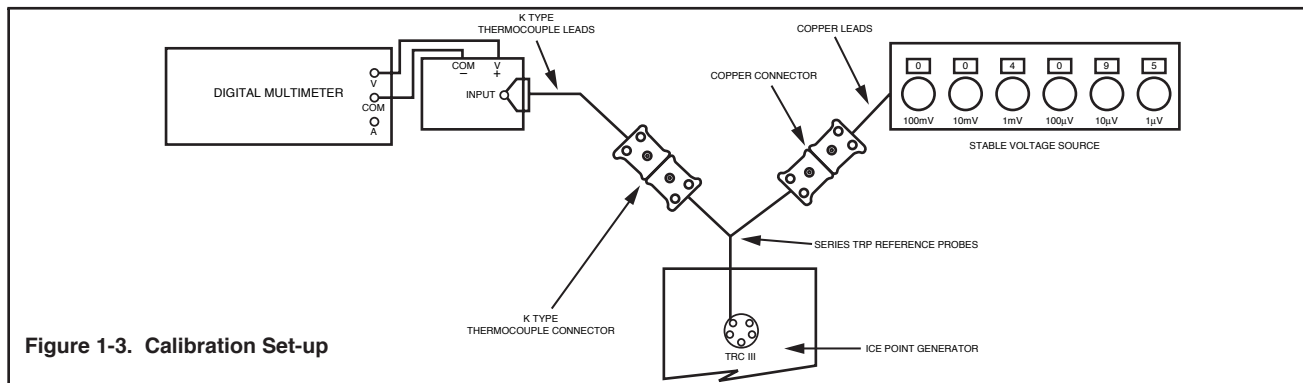 K TYPE
THERMOCOUPLE LEADS
COPPER LEADS
COPPER CONNECTOR
DIGITAL MULTIMETER
V
COM
A
COM
−
V
+
INPUT
0 0 4 0 9 5
100mV 10mV 1mV 100µV 10µV 1µV
STABLE VOLTAGE SOURCE
SERIES TRP REFERENCE PROBES
K TYPE
THERMOCOUPLE CONNECTOR
TRC III
ICE POINT GENERATOR
Figure 1-3. Calibration Set-up